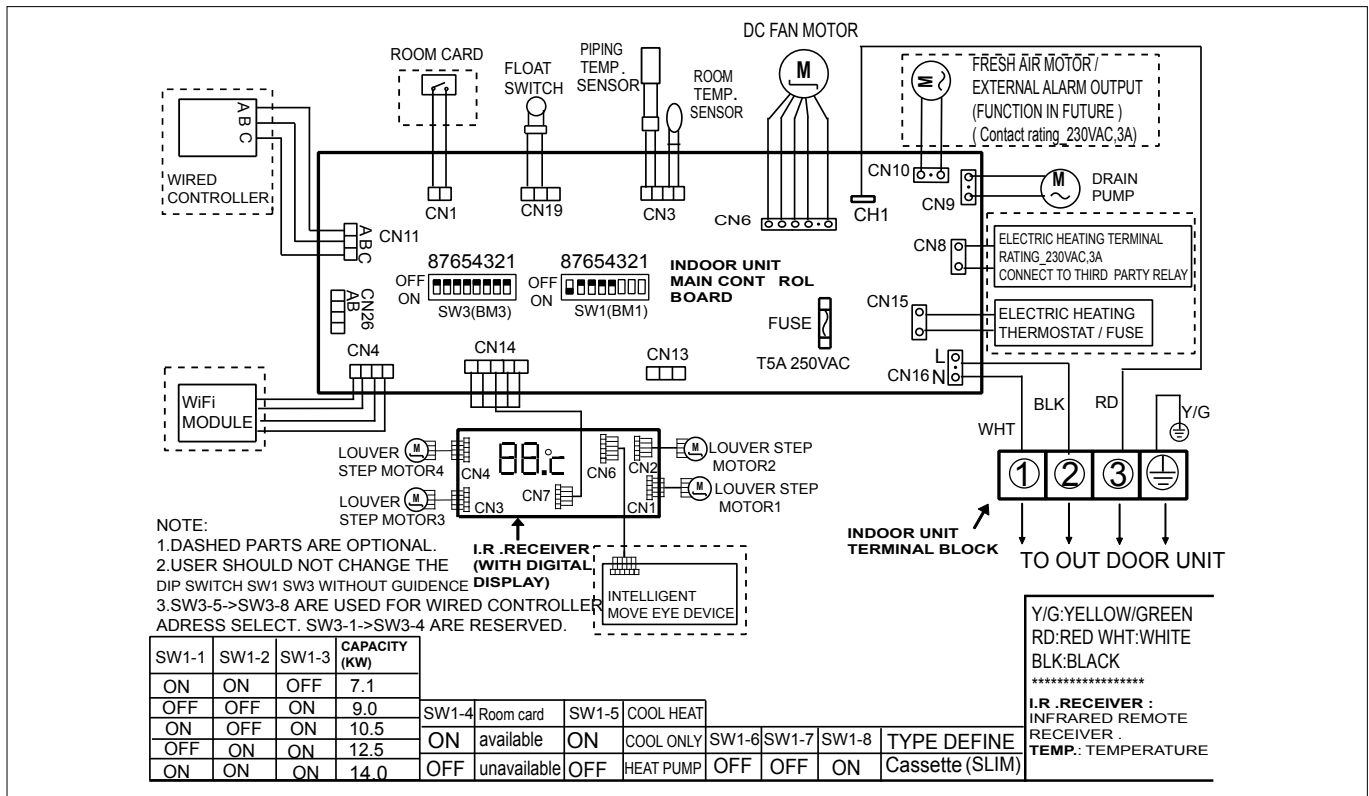 DC FAN MOTOR
ROOM CARD
FLOAT
SWITCH
PIPING
TEMP.
SENSOR
ROOM
TEMP.
SENSOR
M
M
FRESH AIR MOTOR /
EXTERNAL ALARM OUTPUT
(FUNCTION IN FUTURE )
( Contact rating_230VAC,3A)
A B C
WIRED
CONTROLLER
CN1
CN19
CN3
CN6
CH1
CN10
CN9
M
DRAIN
PUMP
A B C
CN11
CN8
ELECTRIC HEATING TERMINAL
RATING_230VAC,3A
CONNECT TO THIRD PARTY RELAY
87654321
OFF
ON
SW3(BM3)
87654321
OFF
ON
SW1(BM1)
INDOOR UNIT
MAIN CONT ROL
BOARD
AB
CN26
FUSE
T5A 250VAC
CN15
ELECTRIC HEATING
THERMOSTAT / FUSE
CN4
CN14
CN13
CN16
L
N
WiFi
MODULE
WHT
BLK
RD
Y/G
LOUVER
STEP MOTOR4
M
CN4
88.°c
CN6
CN2
M
LOUVER STEP
MOTOR2
LOUVER
STEP MOTOR3
M
CN3
CN7
CN1
M
LOUVER STEP
MOTOR1
1 2 3
INDOOR UNIT
TERMINAL BLOCK
TO OUT DOOR UNIT
I.R .RECEIVER
(WITH DIGITAL
DISPLAY)
INTELLIGENT
MOVE EYE DEVICE
NOTE:
1.DASHED PARTS ARE OPTIONAL.
2.USER SHOULD NOT CHANGE THE
DIP SWITCH SW1 SW3 WITHOUT GUIDENCE
3.SW3-5->SW3-8 ARE USED FOR WIRED CONTROLLER
ADRESS SELECT. SW3-1->SW3-4 ARE RESERVED.
SW1-1 SW1-2 SW1-3 CAPACITY (KW)
ON ON OFF 7.1
OFF OFF ON 9.0
ON OFF ON 10.5
OFF ON ON 12.5
ON ON ON 14.0
SW1-4 Room card SW1-5 COOL HEAT
ON available ON COOL ONLY SW1-6 SW1-7 SW1-8 TYPE DEFINE
OFF unavailable OFF HEAT PUMP OFF OFF ON Cassette (SLIM)
Y/G:YELLOW/GREEN
RD:RED WHT:WHITE
BLK:BLACK
******************
I.R .RECEIVER :
INFRARED REMOTE
RECEIVER .
TEMP.: TEMPERATURE